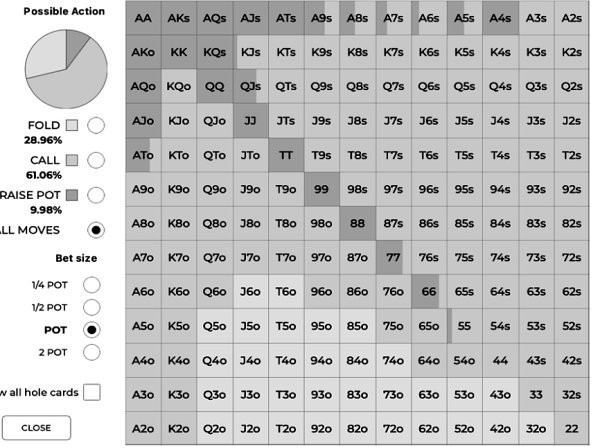 Possible Action
FOLD
28.96%
CALL
61.06%
RAISE POT
9.98%
ALL MOVES
Bet size
1/4 POT
1/2 POT
POT
2 POT
w all hole cards
CLOSE
AA AKs AQs AJs ATs A9s A8s A7s A6s A5s A4s A3s A2s
AKo KK KQs KJs KTs K9s K8s K7s K6s K5s K4s K3s K2s
AQo KQo QQ QJs QTs Q9s Q8s Q7s Q6s Q5s Q4s Q3s Q2s
AJo KJo QJo JJ JTs J9s J8s J7s J6s J5s J4s J3s J2s
ATo KTo QTo JTo TT T9s T8s T7s T6s T5s T4s T3s T2s
A9o K9o Q9o J9o T9o 99 98s 97s 96s 95s 94s 93s 92s
A8o K8o Q8o J8o T8o 98o 88 87s 86s 85s 84s 83s 82s
A7o K7o Q7o J7o T7o 97o 87o 77 76s 75s 74s 73s 72s
A6o K6o Q6o J6o T6o 96o 86o 76o 66 65s 64s 63s 62s
A5o K5o Q5o J5o T5o 95o 85o 75o 65o 55 54s 53s 52s
A4o K4o Q4o J4o T4o 94o 84o 74o 64o 54o 44 43s 42s
A3o K3o Q3o J3o T3o 93o 83o 73o 63o 53o 43o 33 32s
A2o K2o Q2o J2o T2o 92o 82o 72o 62o 52o 42o 32o 22